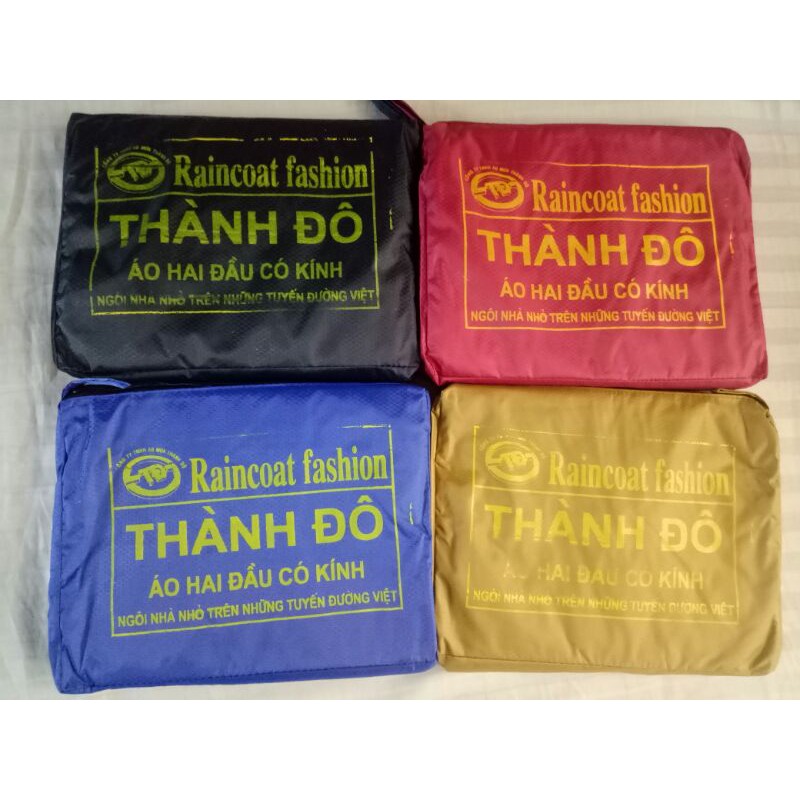 Raincoat fashion
THÀNH ĐÔ
ÁO HAI ĐẦU CÓ KÍNH
NGÔI NHÀ NHỎ TRÊN NHỮNG TUYẾN ĐƯỜNG VIỆT
Raincoat fashion
THÀNH ĐÔ
ÁO HAI ĐẦU CÓ KÍNH
NGÔI NHÀ NHỎ TRÊN NHỮNG TUYẾN ĐƯỜNG VIỆT
Raincoat fashion
THÀNH ĐÔ
ÁO HAI ĐẦU CÓ KÍNH
NGÔI NHÀ NHỎ TRÊN NHỮNG TUYẾN ĐƯỜNG VIỆT
Raincoat fashion
THÀNH ĐÔ
ÁO HAI ĐẦU CÓ KÍNH
NGÔI NHÀ NHỎ TRÊN NHỮNG TUYẾN ĐƯỜNG VIỆT